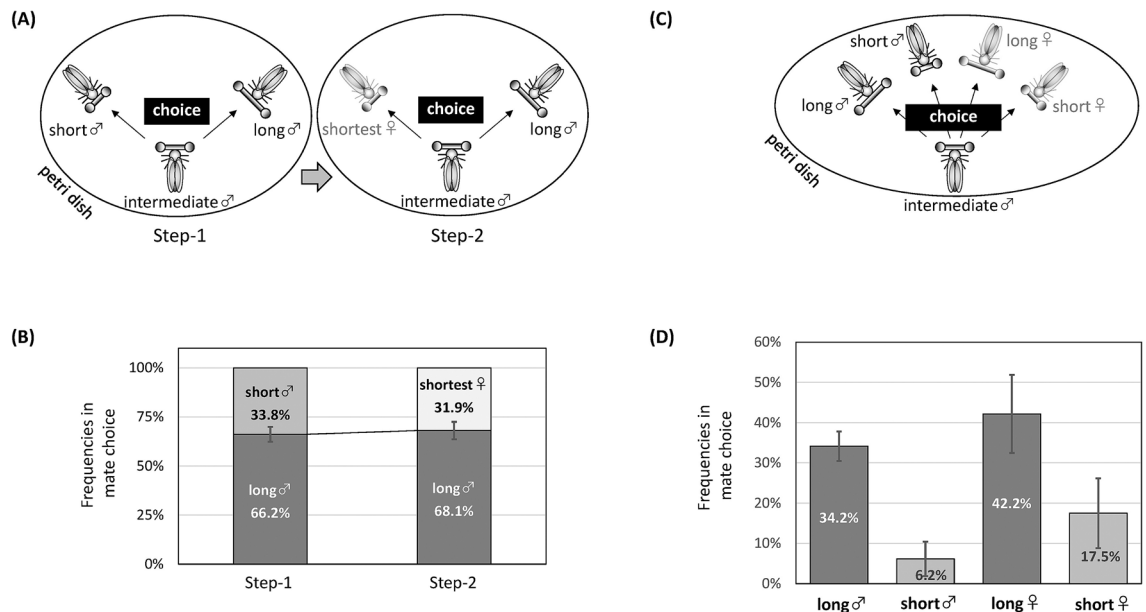 (A)
short♂
choice
long♂
petri dish
intermediate♂
Step-1
shortest ♀
choice
long♂
intermediate♂
Step-2
(B)
Frequencies in
mate choice
100%
75%
50%
25%
0%
short♂
33.8%
long♂
66.2%
shortest ♀
31.9%
long♂
68.1%
Step-1
Step-2
(C)
short♂
long ♀
long♂
short ♀
choice
petri dish
intermediate♂
(D)
Frequencies in
mate choice
60%
50%
40%
30%
20%
10%
0%
34.2%
6.2%
42.2%
17.5%
long♂
short♂
long ♀
short ♀